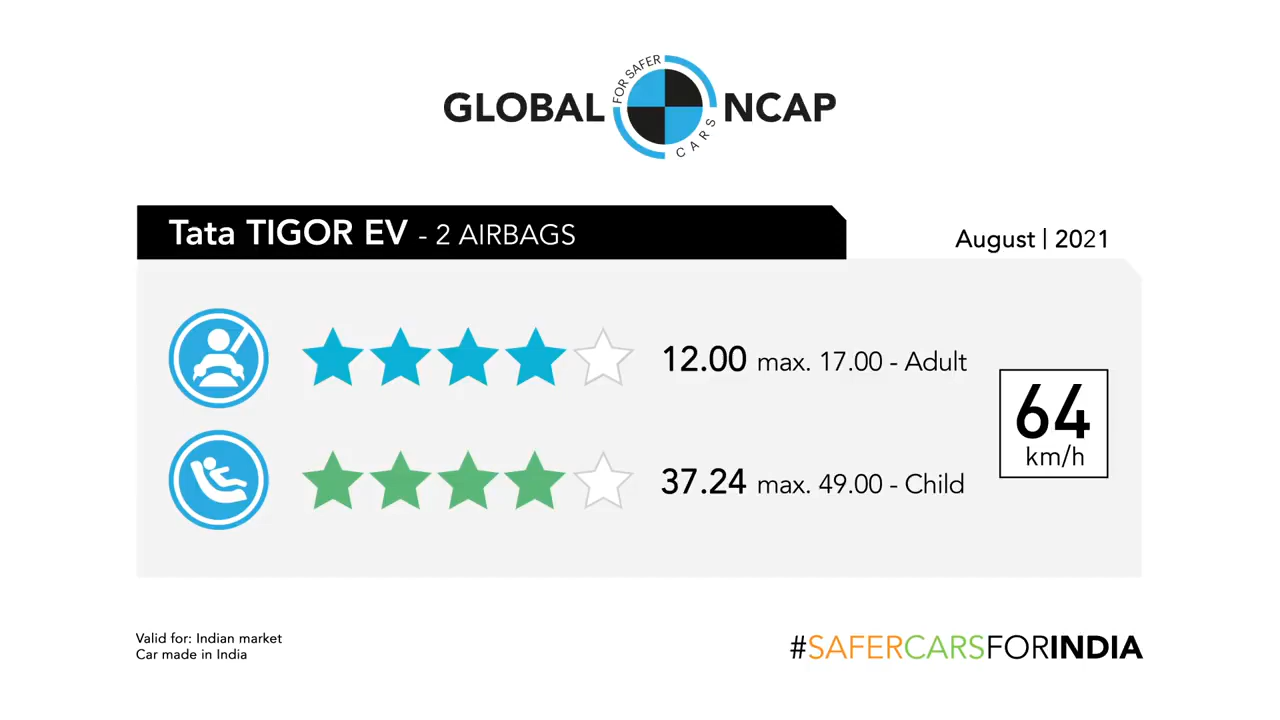 GLOBAL FOR SAFER CARS NCAP
Tata TIGOR EV - 2 AIRBAGS
August | 2021
12.00 max. 17.00 - Adult
64
km/h
37.24 max. 49.00 - Child
Valid for: Indian market
Car made in India
#SAFERCARSFORINDIA